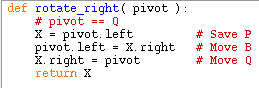 def rotate_right( pivot ):
    # pivot == Q
    X = pivot.left         # Save P
    pivot.left = X.right   # Move B
    X.right = pivot        # Move Q
    return X